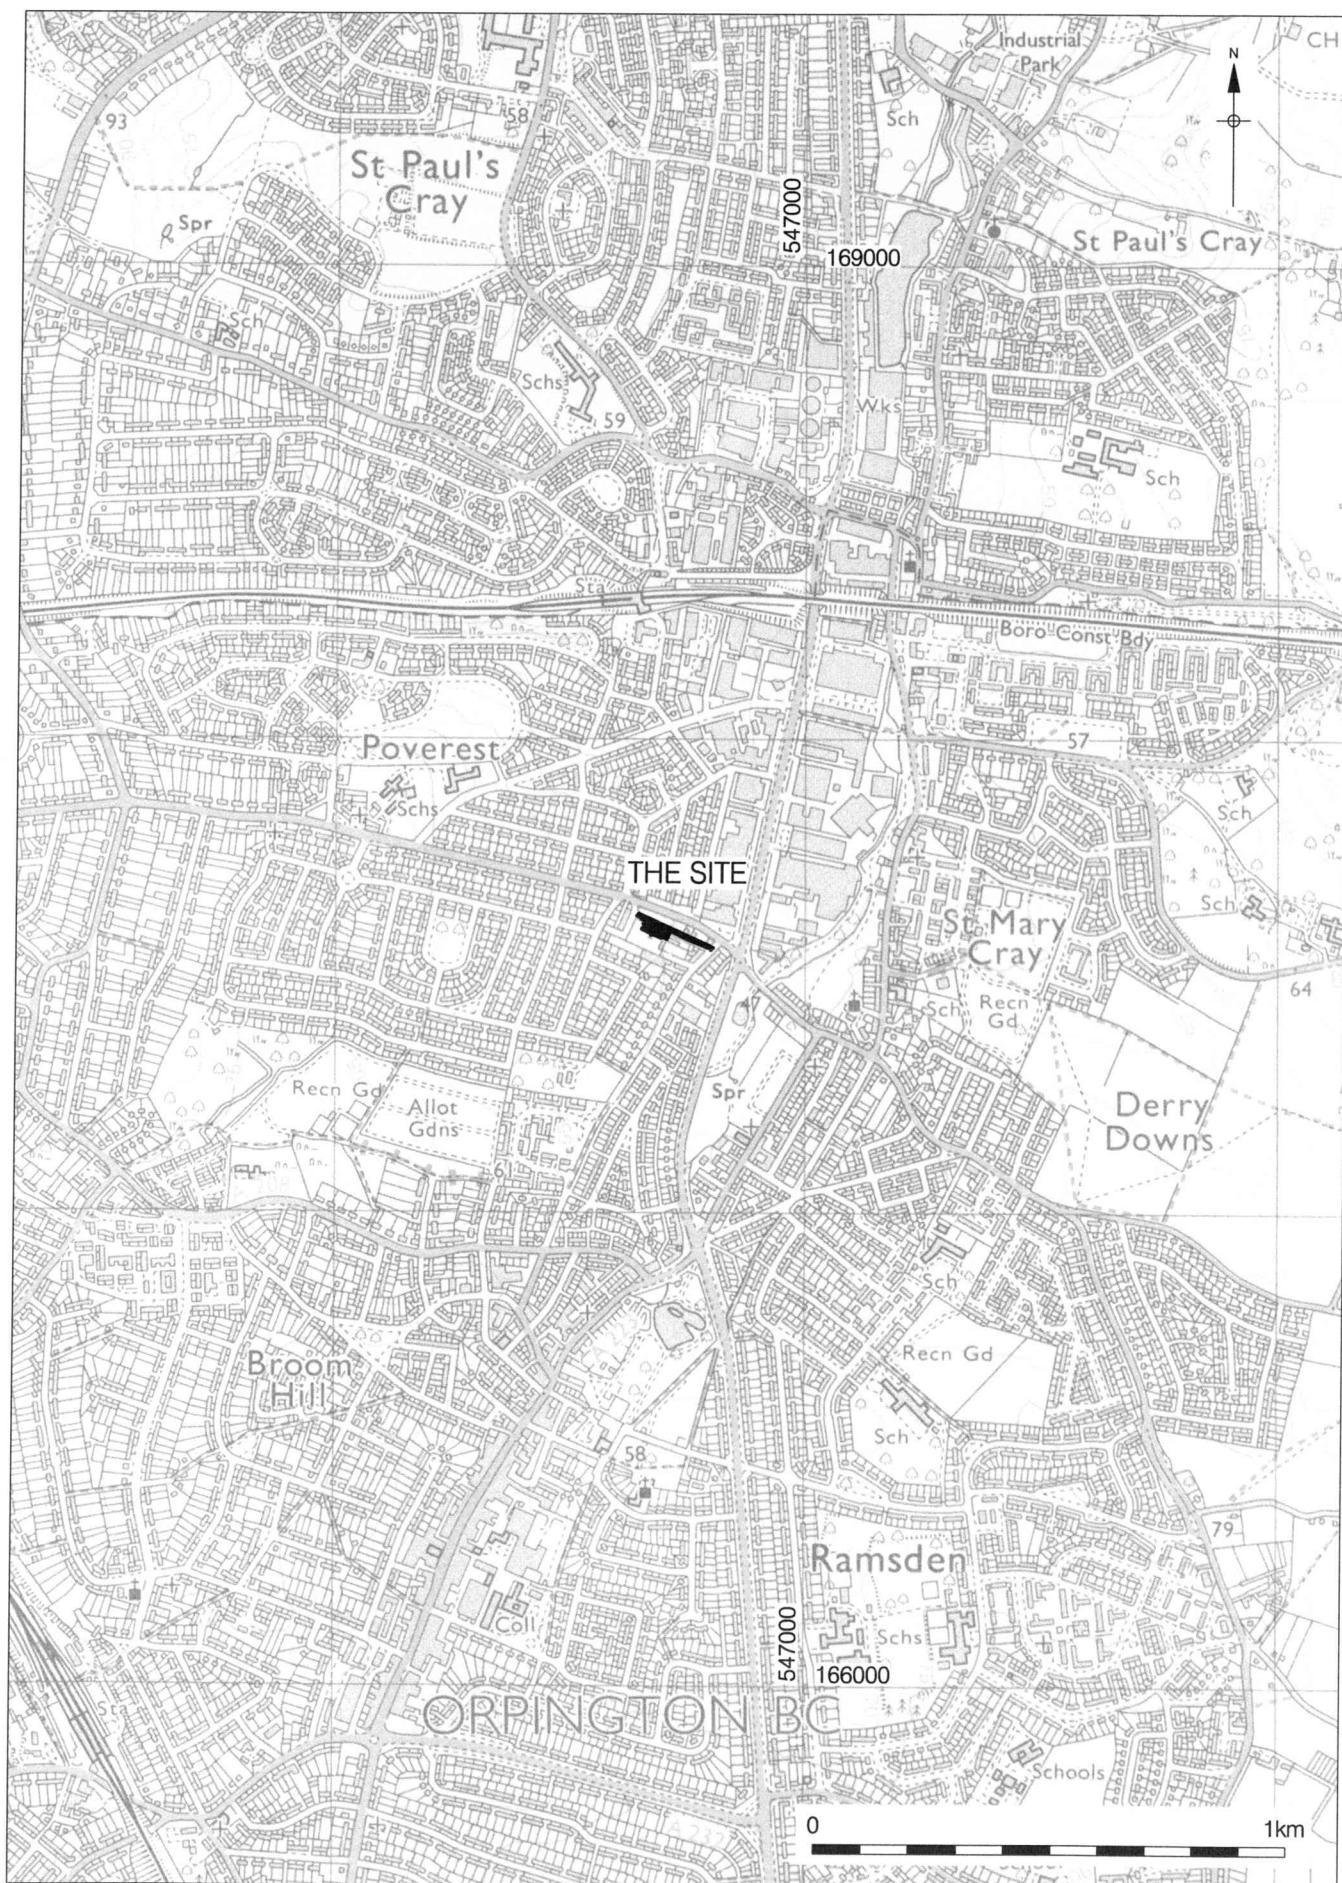 Industrial
Park
CH
N
93
58
Sch
St Paul's
Cray
547000
Spr
169000
St Paul's Cray
Sch
Schs
59
Wks
Sch
Sta
Boro Const Bdy
57
Poverest
Schs
Sch
THE SITE
Sch
St Mary
Cray
64
47
Sch
Recn
Gd
Recn Gd
Allot
Gdns
Spr
Derry
Downs
61
Sch
Broom
Hill
Recn Gd
Sch
58
79
Ramsden
Coll
547000
Schs
166000
Sta
ORPINGTON BC
Schools
A 232
0
1km